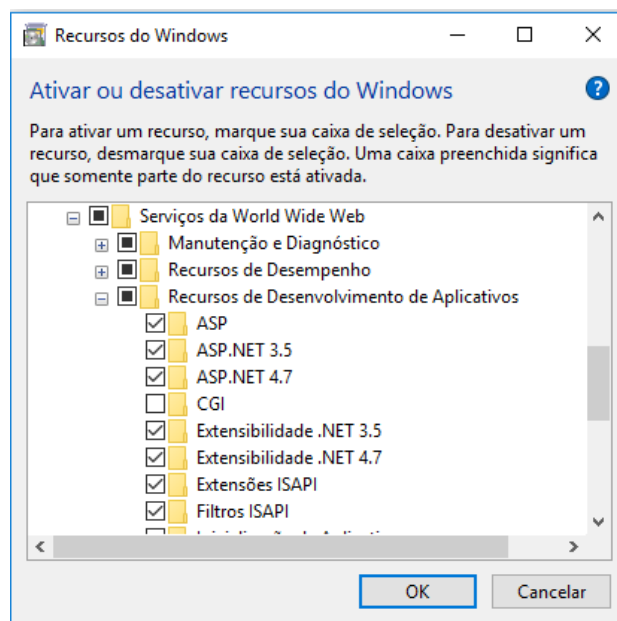 Recursos do Windows
Ativar ou desativar recursos do Windows
?
Para ativar um recurso, marque sua caixa de seleção. Para desativar um
recurso, desmarque sua caixa de seleção. Uma caixa preenchida significa
que somente parte do recurso está ativada.
Serviços da World Wide Web
Manutenção e Diagnóstico
Recursos de Desempenho
Recursos de Desenvolvimento de Aplicativos
ASP
ASP.NET 3.5
ASP.NET 4.7
CGI
Extensibilidade .NET 3.5
Extensibilidade .NET 4.7
Extensões ISAPI
Filtros ISAPI
OK
Cancelar